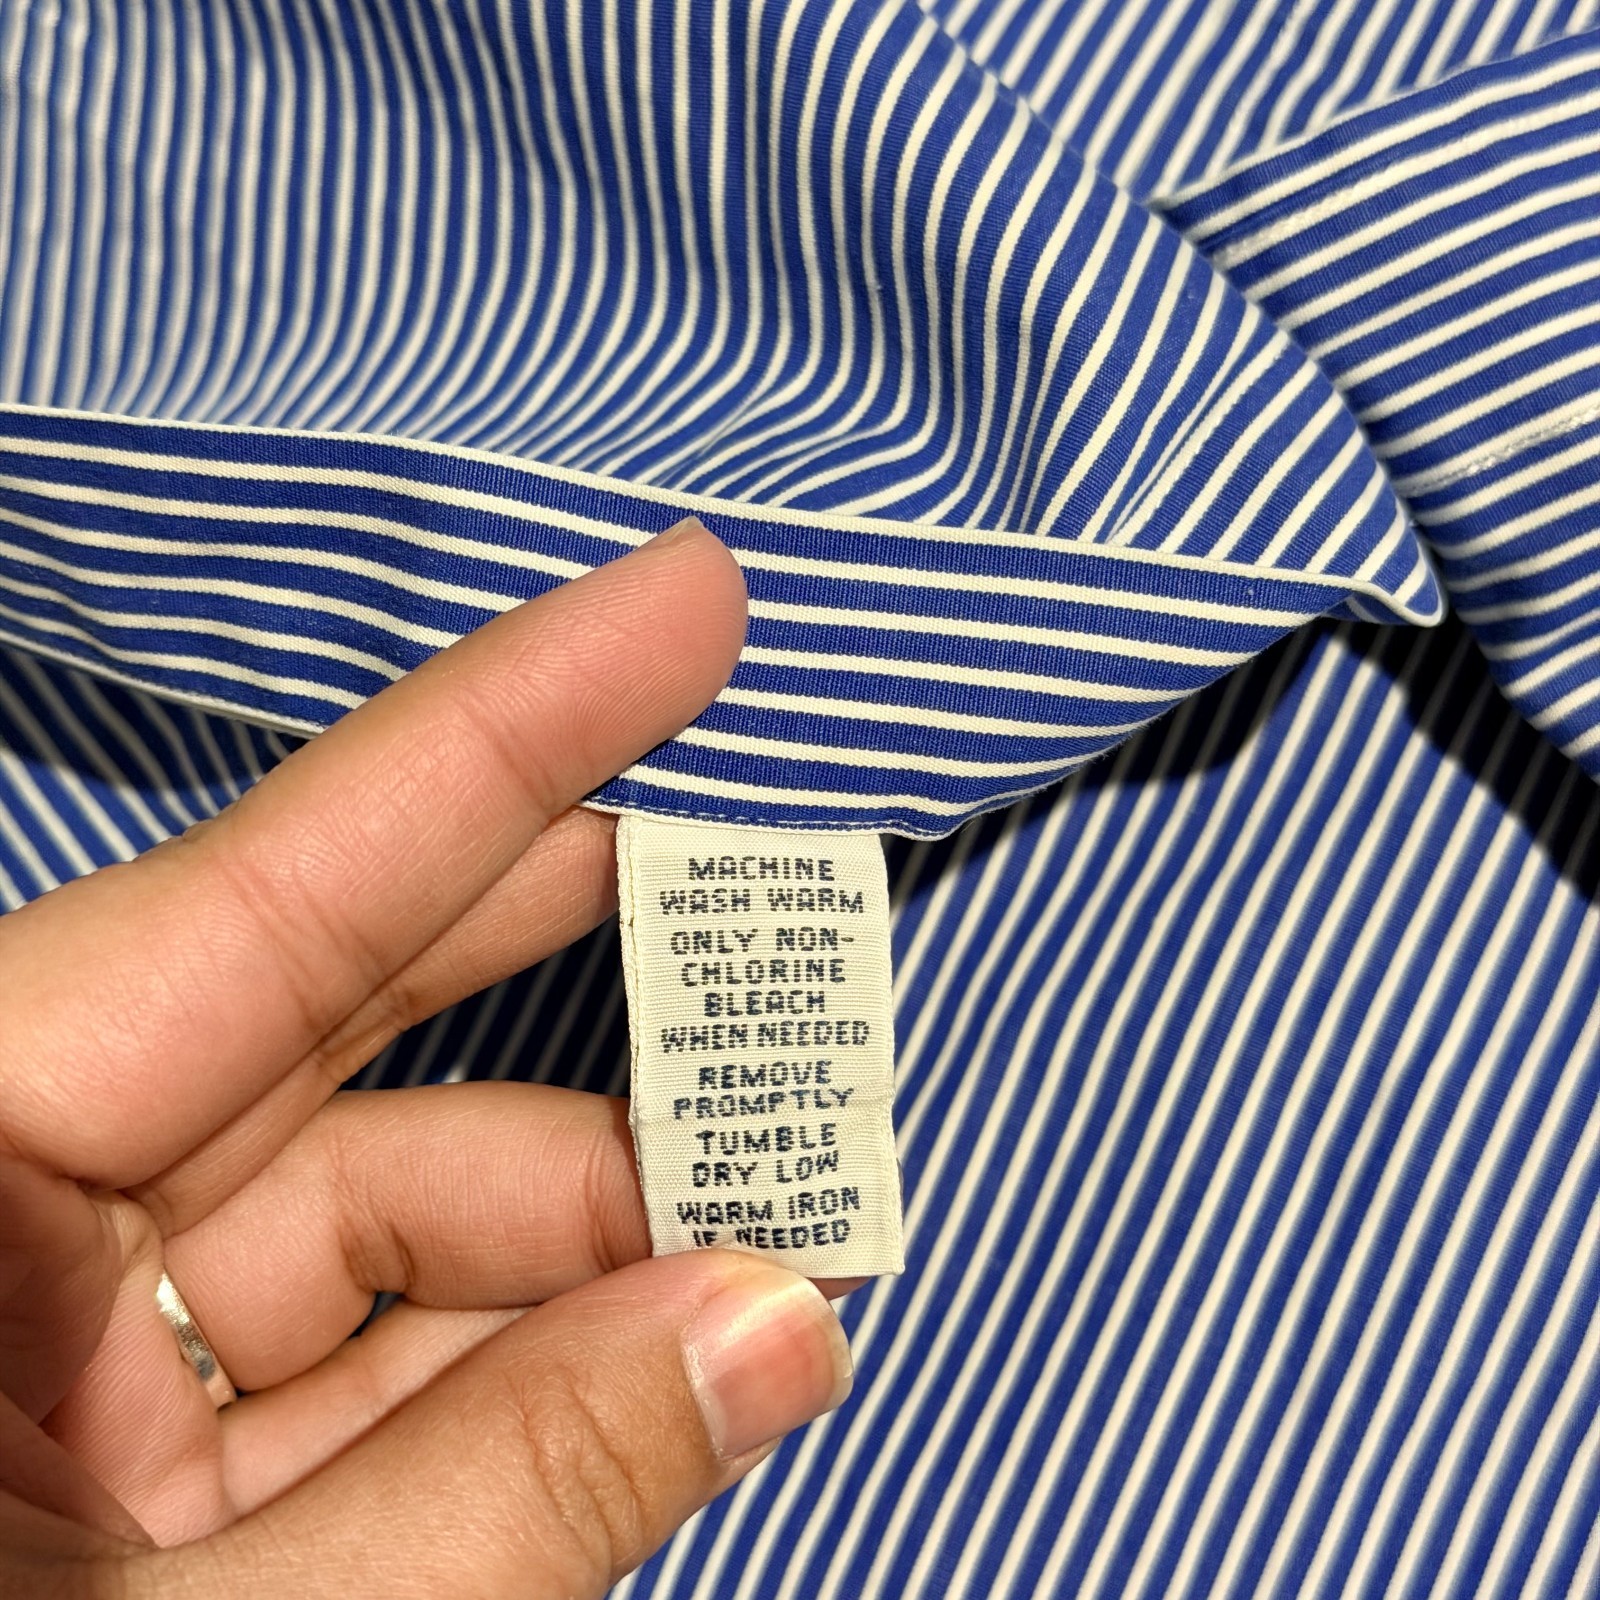 MACHINE
WASH WARM
ONLY NON-
CHLORINE
BLEACH
WHEN NEEDED
REMOVE
PROMPTLY
TUMBLE
DRY LOW
WARM IRON
IF NEEDED